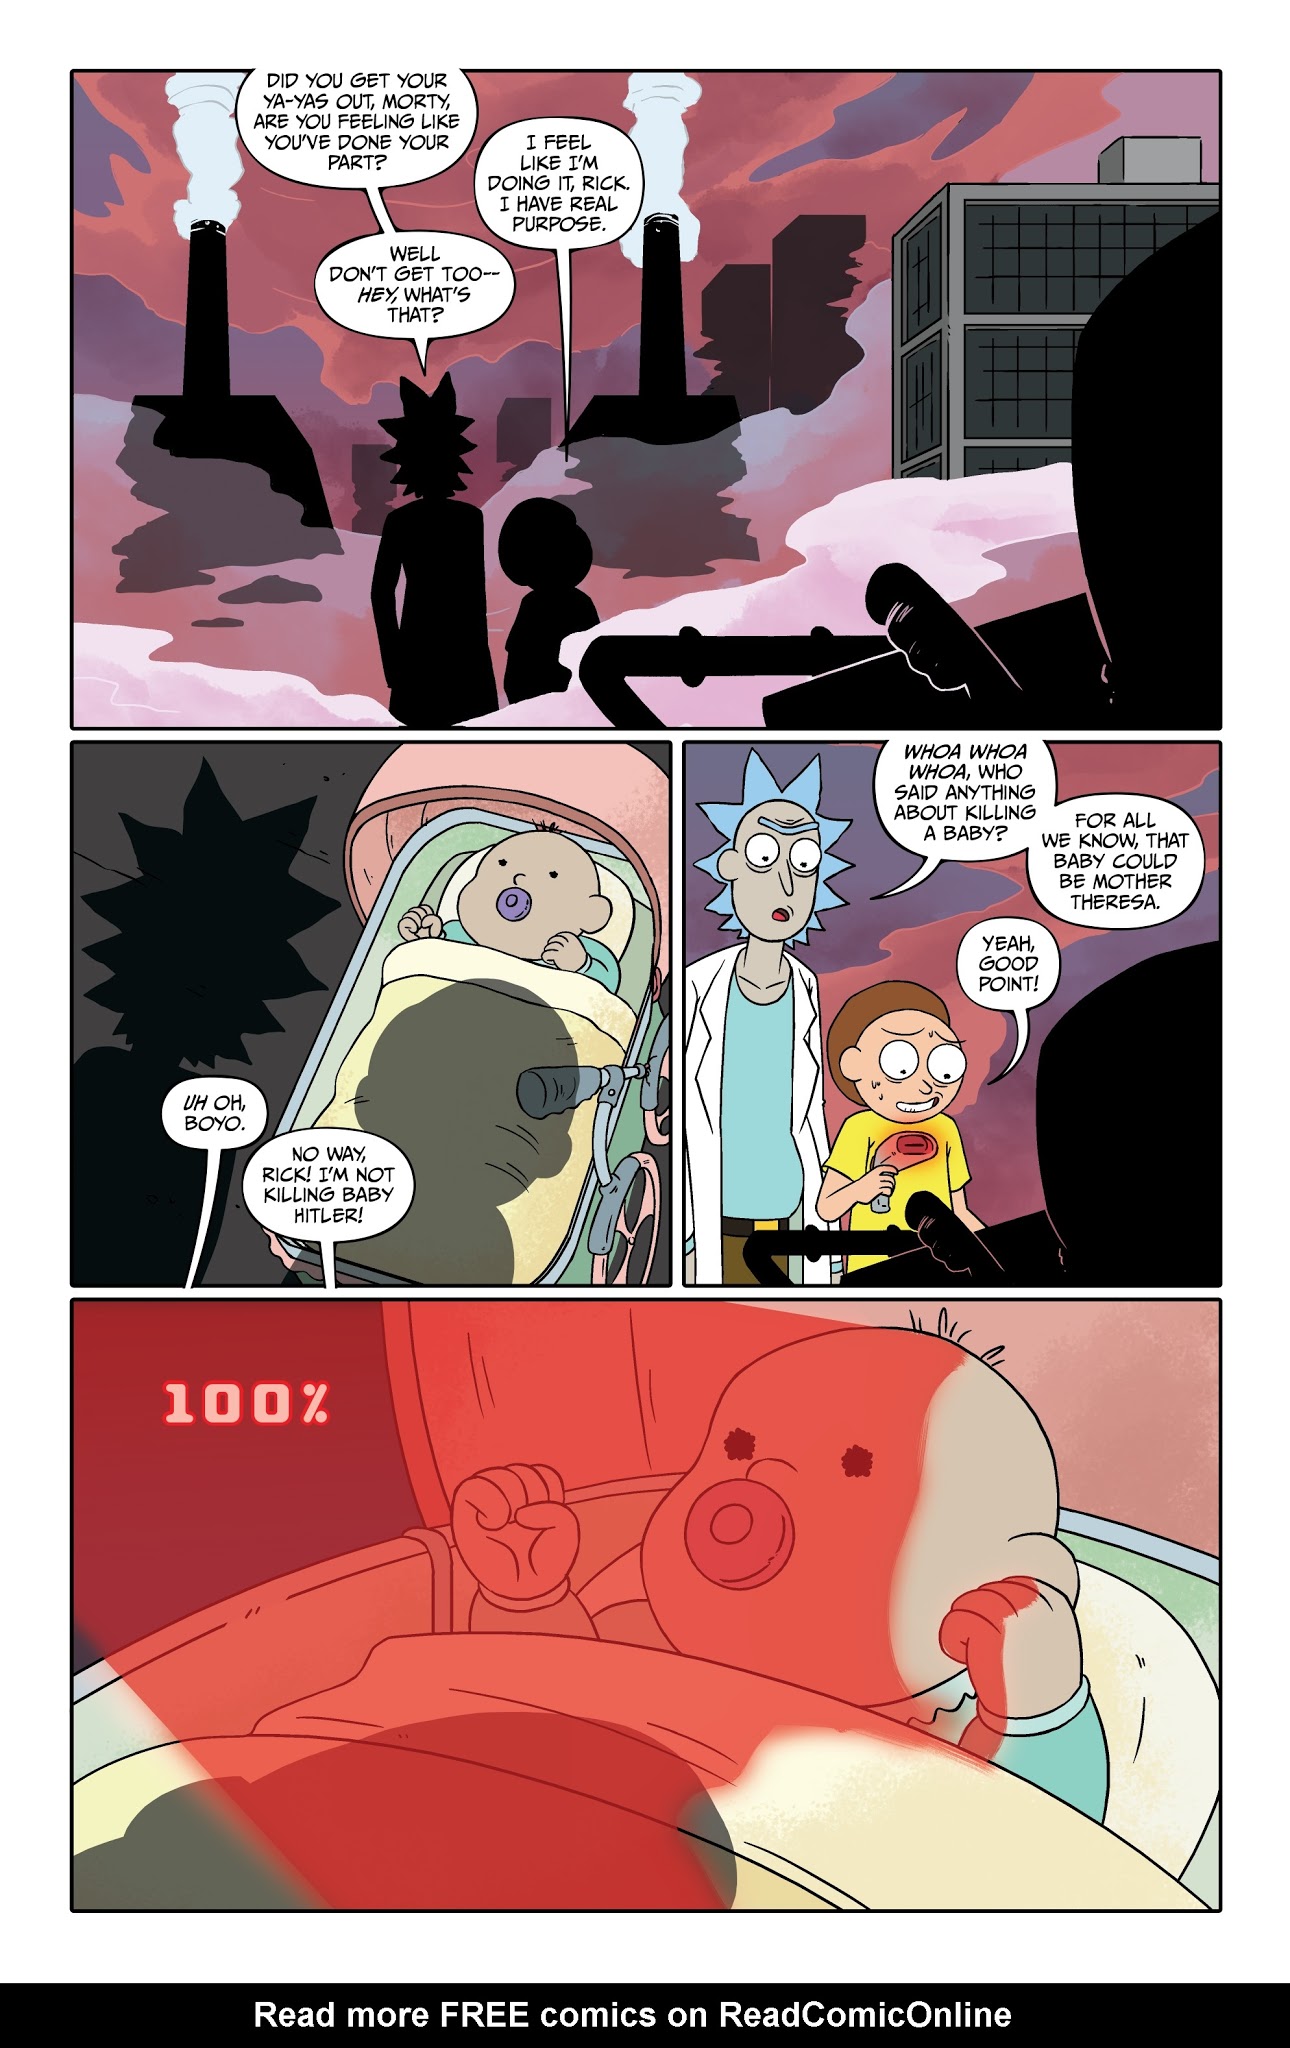 DID YOU GET YOUR
YA-YAS OUT, MORTY,
ARE YOU FEELING LIKE
YOU'VE DONE YOUR
PART?
I FEEL
LIKE I'M
DOING IT, RICK.
I HAVE REAL
PURPOSE.
WELL
DON'T GET TOO--
HEY, WHAT'S
THAT?
UH OH,
BOYO.
NO WAY,
RICK! I'M NOT
KILLING BABY
HITLER!
WHOA WHOA
WHOA, WHO
SAID ANYTHING
ABOUT KILLING
A BABY?
FOR ALL
WE KNOW, THAT
BABY COULD
BE MOTHER
THERESA.
YEAH,
GOOD
POINT!
100%
Read more FREE comics on ReadComicOnline